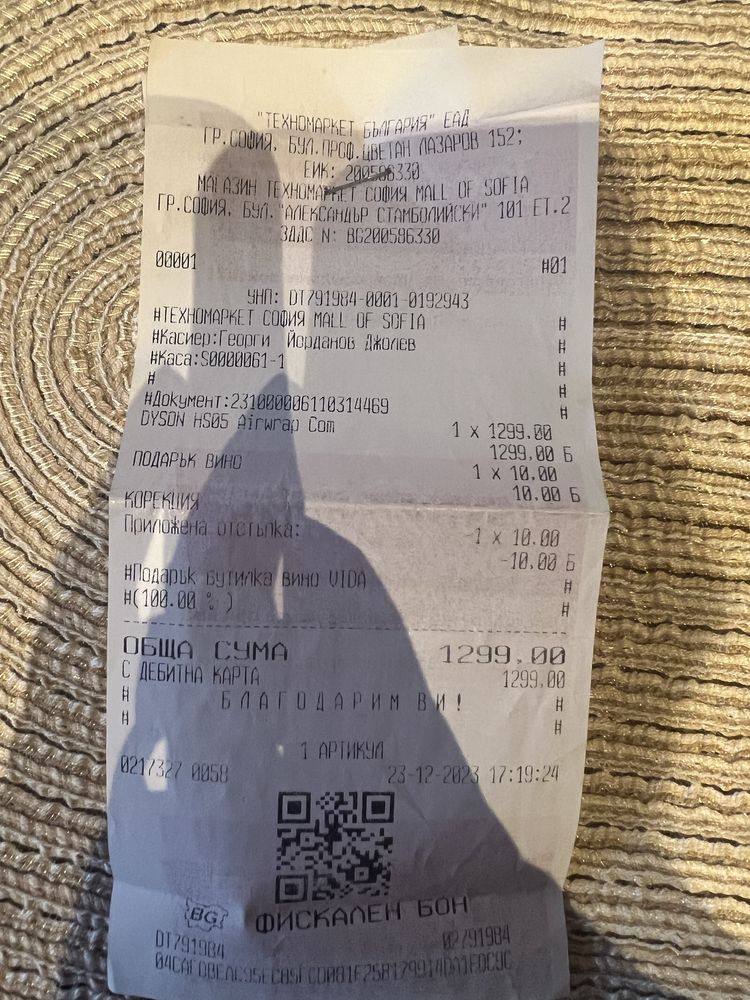 "ТЕХНОМАРКЕТ БЪЛГАРИЯ" ЕАД
ГР.СОФИЯ, БУЛ.ПРОФ.ЦВЕТАН ЛАЗАРОВ 152;
ЕИК: 200586330
МАГАЗИН ТЕХНОМАРКЕТ СОФИЯ MALL OF SOFIA
ГР.СОФИЯ, БУЛ."АЛЕКСАНДЪР СТАМБОЛИЙСКИ" 101 ЕТ.2
ЗДДС N: BG200586330
00001 #01
УНП: DT791984-0001-0192943
#ТЕХНОМАРКЕТ СОФИЯ MALL OF SOFIA #
#Касиер:Георги Йорданов Джолев #
#Каса:S0000061-1 #
# #
#Документ:231000006110314469 #
DYSON HS05 Airwrap Com 1 x 1299.00
1299,00 Б
ПОДАРЪК ВИНО 1 x 10.00
10.00 Б
КОРЕКЦИЯ
Приложена отстъпка: -1 x 10.00
-10,00 Б
#Подарък бутилка вино VIDA #
#(100.00 % ) #
ОБЩА СУМА 1299,00
С ДЕБИТНА КАРТА 1299,00
# БЛАГОДАРИМ ВИ! #
# #
1 АРТИКУЛ
0217327 0058 23-12-2023 17:19:24
BG ФИСКАЛЕН БОН
DT791984 02791984